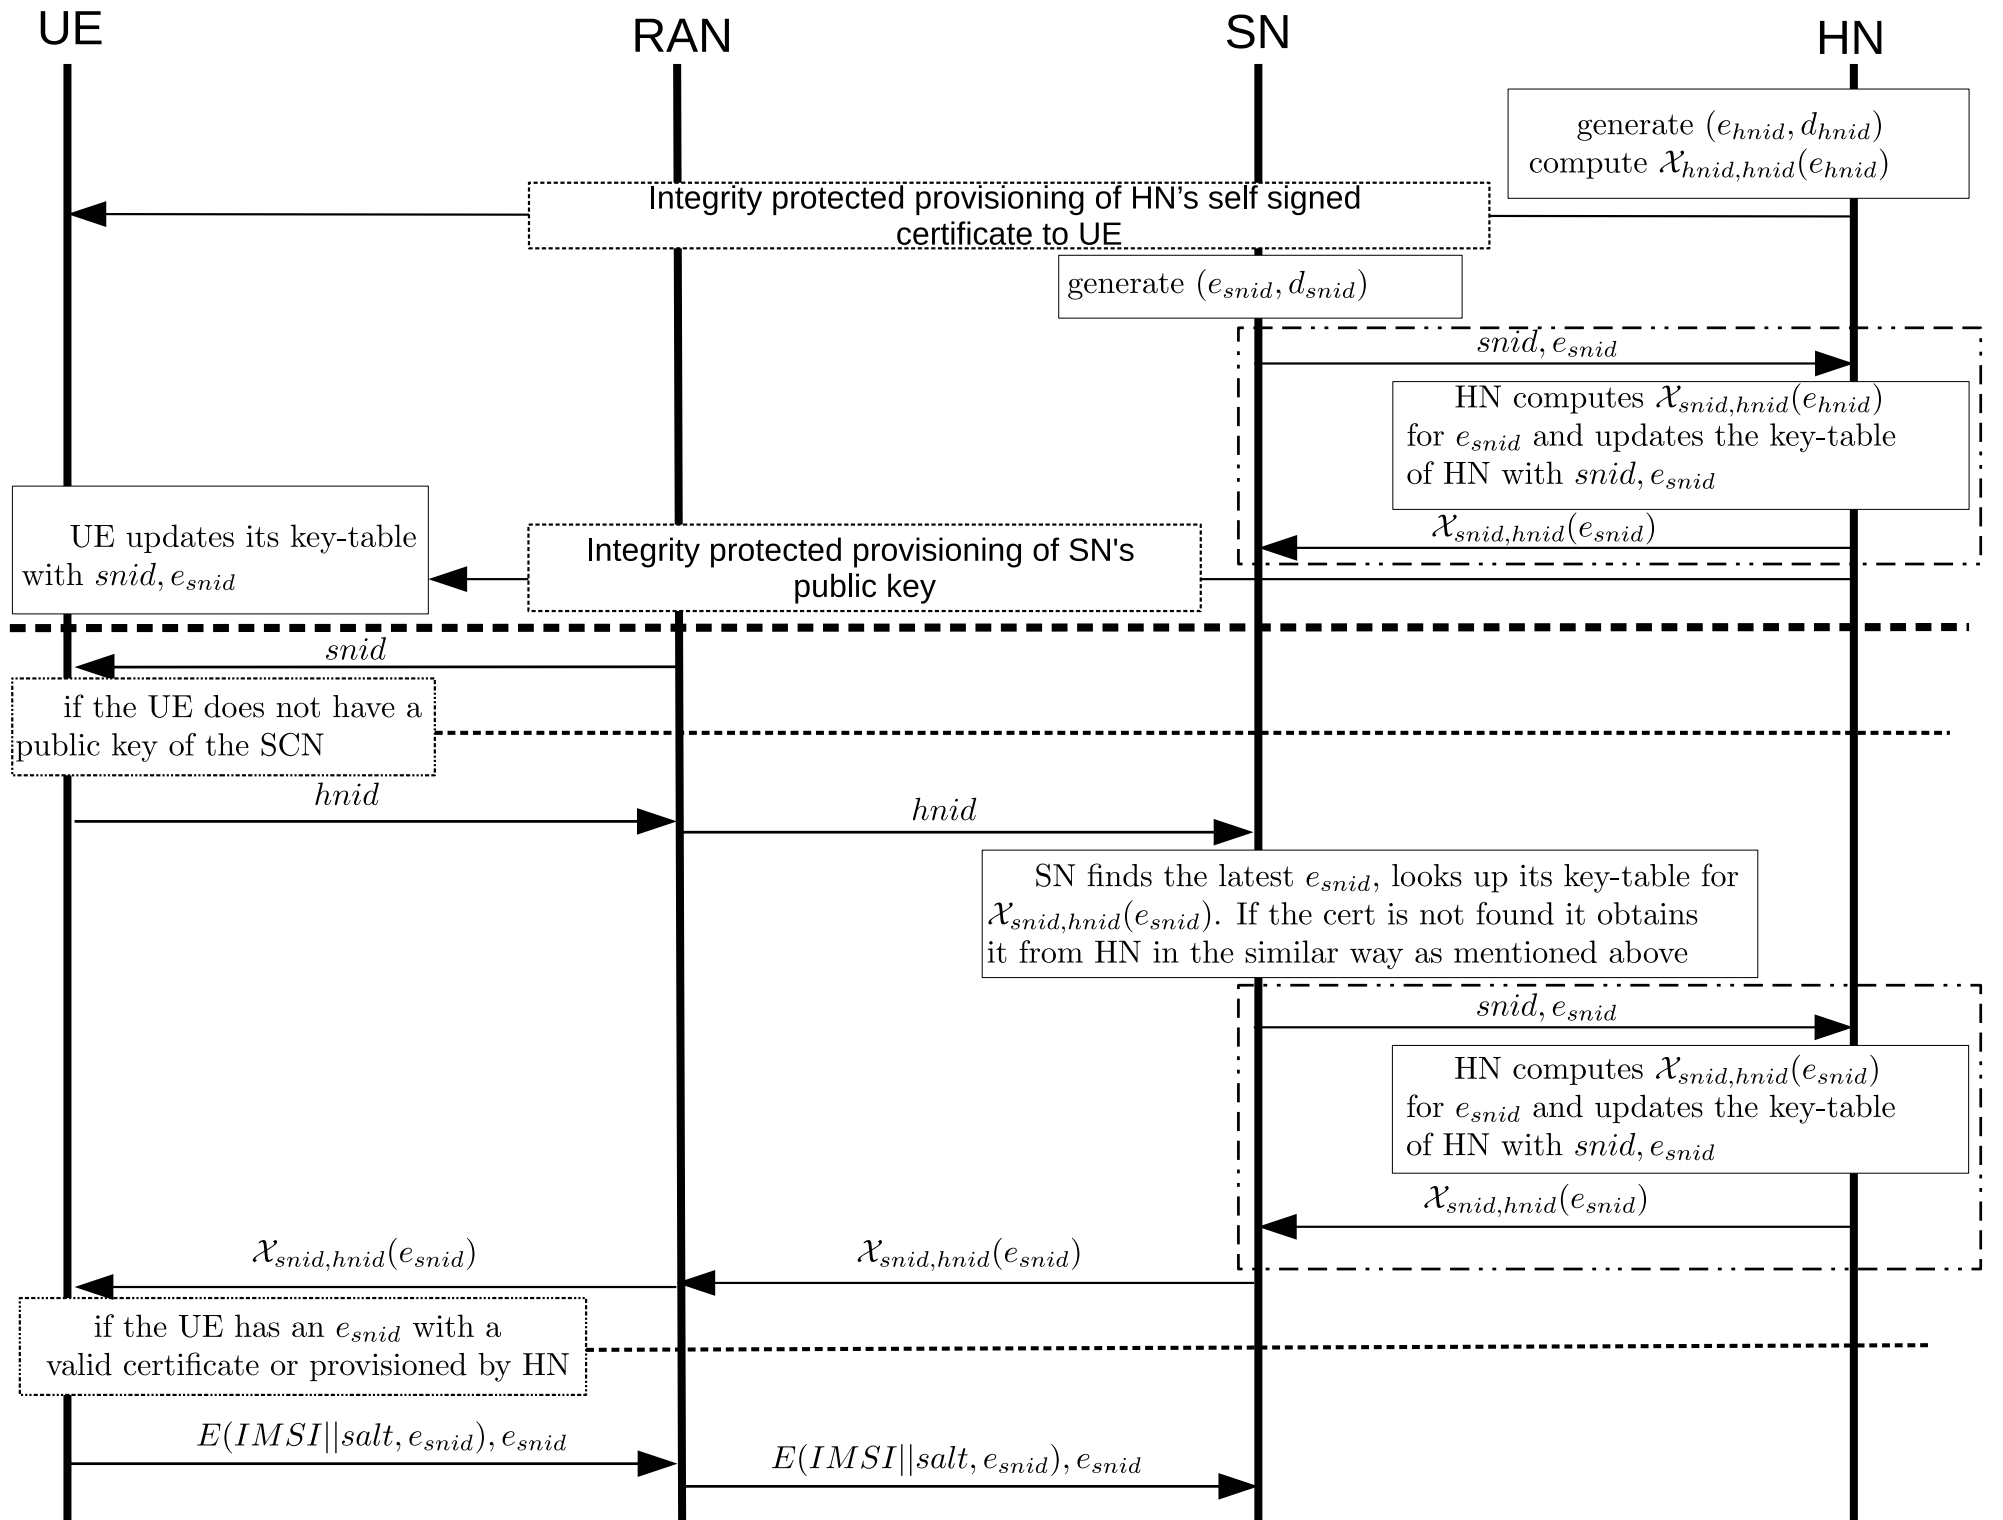 UE
RAN
SN
HN
generate (e_hnid, d_hnid)
compute 𝒳_hnid,hnid(e_hnid)
Integrity protected provisioning of HN’s self signed
certificate to UE
generate (e_snid, d_snid)
snid, e_snid
HN computes 𝒳_snid,hnid(e_hnid)
for e_snid and updates the key-table
of HN with snid, e_snid
𝒳_snid,hnid(e_snid)
Integrity protected provisioning of SN's
public key
UE updates its key-table
with snid, e_snid
snid
if the UE does not have a
public key of the SCN
hnid
hnid
SN finds the latest e_snid, looks up its key-table for
𝒳_snid,hnid(e_snid). If the cert is not found it obtains
it from HN in the similar way as mentioned above
snid, e_snid
HN computes 𝒳_snid,hnid(e_snid)
for e_snid and updates the key-table
of HN with snid, e_snid
𝒳_snid,hnid(e_snid)
𝒳_snid,hnid(e_snid)
𝒳_snid,hnid(e_snid)
if the UE has an e_snid with a
valid certificate or provisioned by HN
E(IMSI||salt, e_snid), e_snid
E(IMSI||salt, e_snid), e_snid